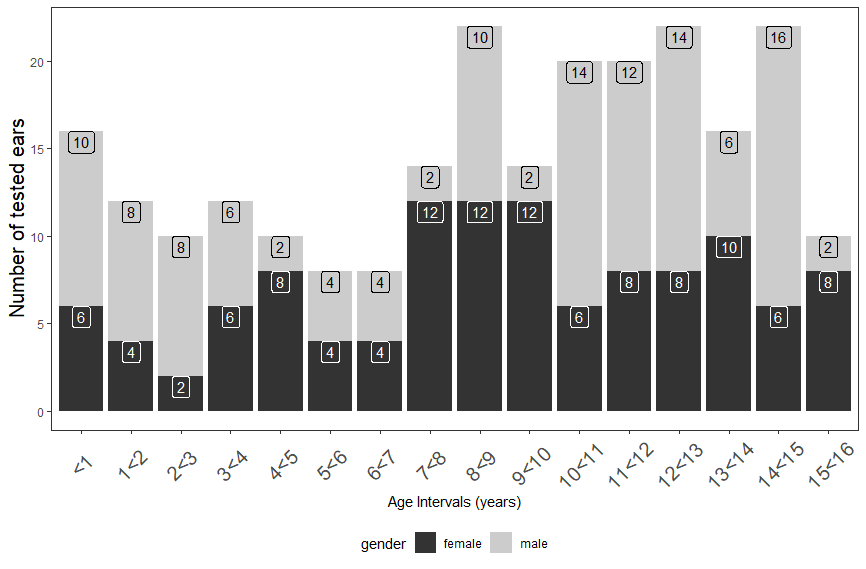 Number of tested ears
20
15
10
5
0
10 8 8 6 2 4 4 2 10 2 14 12 14 6 16 2
6 4 2 6 8 4 4 12 12 12 6 8 8 10 6 8
<1 1<2 2<3 3<4 4<5 5<6 6<7 7<8 8<9 9<10 10<11 11<12 12<13 13<14 14<15 15<16
Age Intervals (years)
gender female male